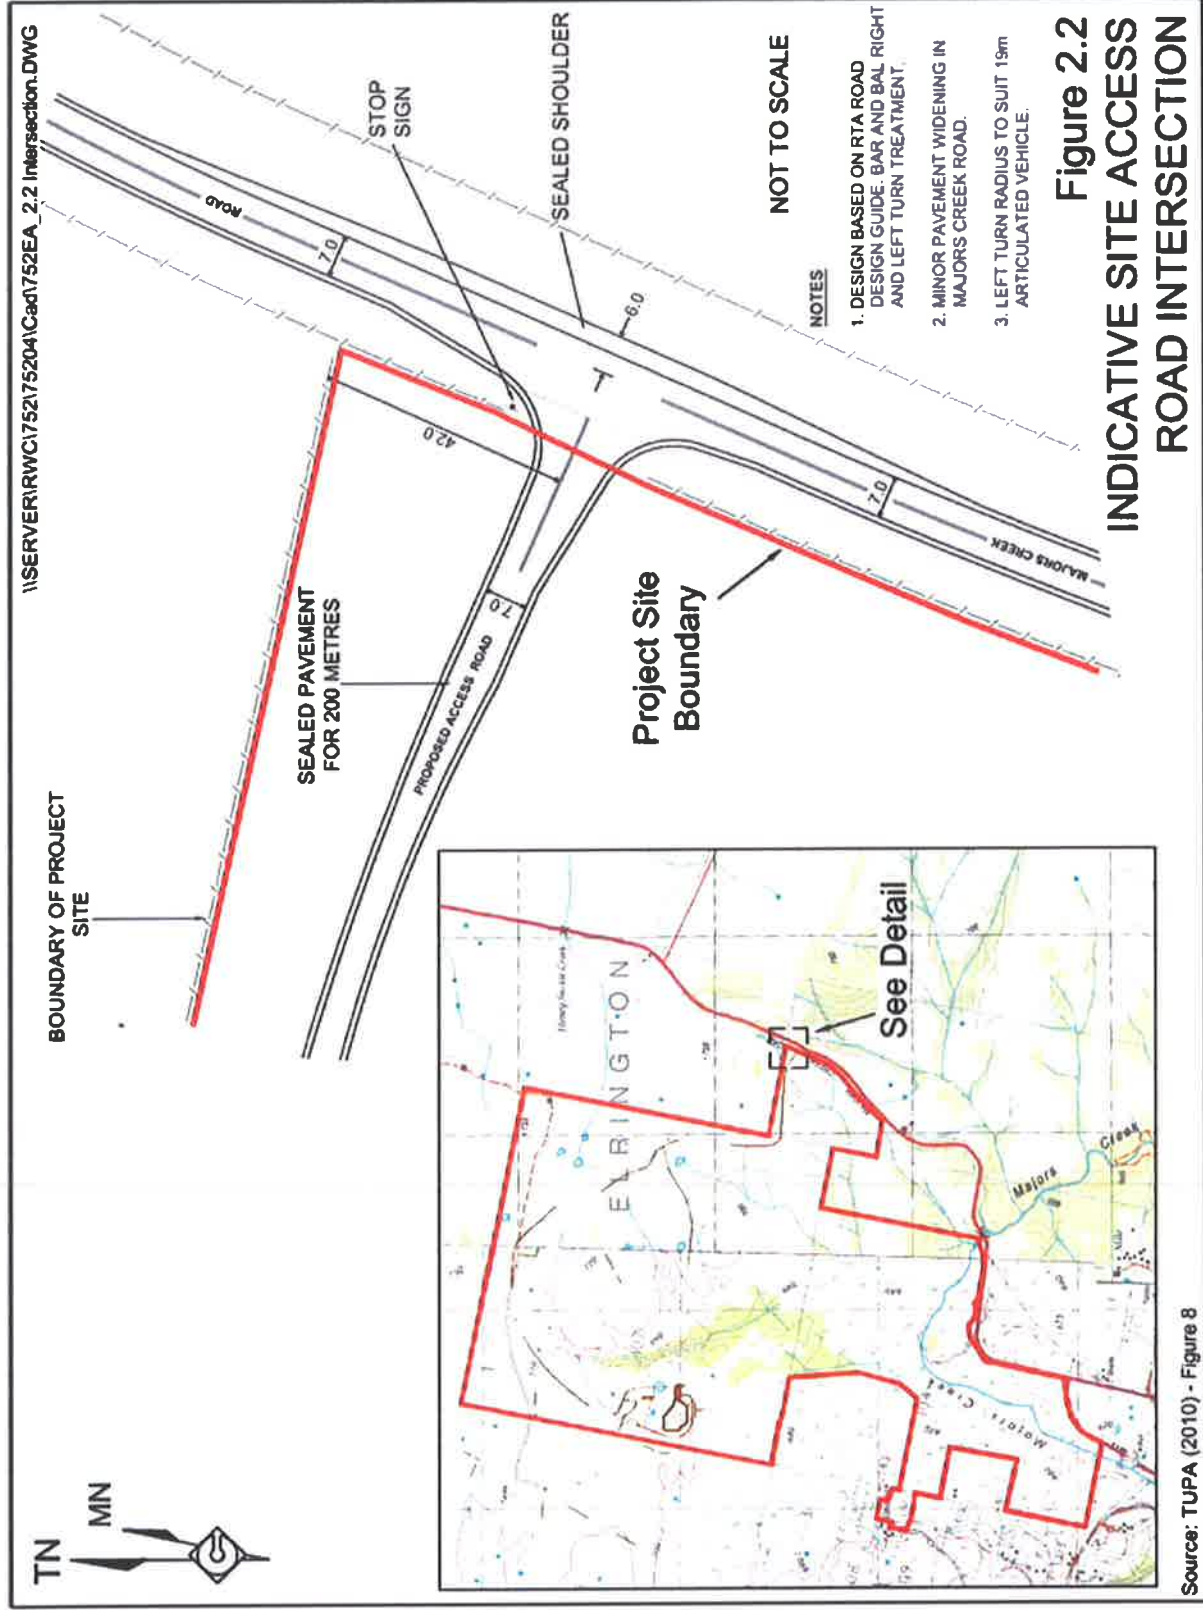 \\SERVER\RWC\752\75204\Cad\752EA_2.2 Intersection.DWG
TN
MN
BOUNDARY OF PROJECT
SITE
SEALED PAVEMENT
FOR 200 METRES
PROPOSED ACCESS ROAD
7.0
42.0
ROAD
7.0
STOP
SIGN
SEALED SHOULDER
6.0
7.0
MAJORS CREEK
Project Site
Boundary
NOT TO SCALE
NOTES
1. DESIGN BASED ON RTA ROAD
DESIGN GUIDE. BAR AND BAL RIGHT
AND LEFT TURN TREATMENT.
2. MINOR PAVEMENT WIDENING IN
MAJORS CREEK ROAD.
3. LEFT TURN RADIUS TO SUIT 19m
ARTICULATED VEHICLE.
ELRINGTON
See Detail
Majors Creek
Majors Creek
Figure 2.2
INDICATIVE SITE ACCESS
ROAD INTERSECTION
Source: TUPA (2010) - Figure 8